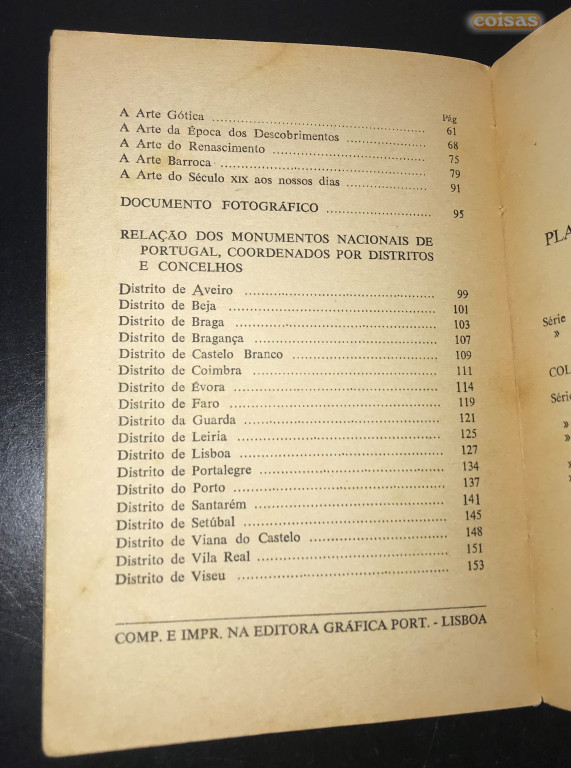 coisas
Pág
A Arte Gótica ........ 61
A Arte da Época dos Descobrimentos ........ 68
A Arte do Renascimento ........ 75
A Arte Barroca ........ 79
A Arte do Século XIX aos nossos dias ........ 91
DOCUMENTO FOTOGRÁFICO ........ 95
RELAÇÃO DOS MONUMENTOS NACIONAIS DE
PORTUGAL, COORDENADOS POR DISTRITOS
E CONCELHOS
Distrito de Aveiro ........ 99
Distrito de Beja ........ 101
Distrito de Braga ........ 103
Distrito de Bragança ........ 107
Distrito de Castelo Branco ........ 109
Distrito de Coimbra ........ 111
Distrito de Évora ........ 114
Distrito de Faro ........ 119
Distrito da Guarda ........ 121
Distrito de Leiria ........ 125
Distrito de Lisboa ........ 127
Distrito de Portalegre ........ 134
Distrito do Porto ........ 137
Distrito de Santarém ........ 141
Distrito de Setúbal ........ 145
Distrito de Viana do Castelo ........ 148
Distrito de Vila Real ........ 151
Distrito de Viseu ........ 153
COMP. E IMPR. NA EDITORA GRÁFICA PORT. - LISBOA
PLA
Série
»
COL
Séri
»
»